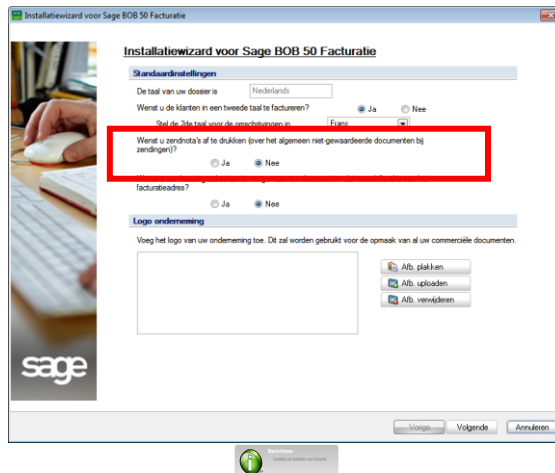 Installatiewizard voor Sage BOB 50 Facturatie
Installatiewizard voor Sage BOB 50 Facturatie
Standaardinstellingen
De taal van uw dossier is Nederlands
Wenst u de klanten in een tweede taal te factureren? Ja Nee
Stel de 2de taal voor de omschrijvingen in Frans
Wenst u zendnota's af te drukken (over het algemeen niet-gewaardeerde documenten bij
zendingen)?
Ja Nee
facturatieadres?
Ja Nee
Logo onderneming
Voeg het logo van uw onderneming toe. Dit zal worden gebruikt voor de opmaak van al uw commerciële documenten.
Afb. plakken
Afb. uploaden
Afb. verwijderen
sage
Vorige Volgende Annuleren
Berichten